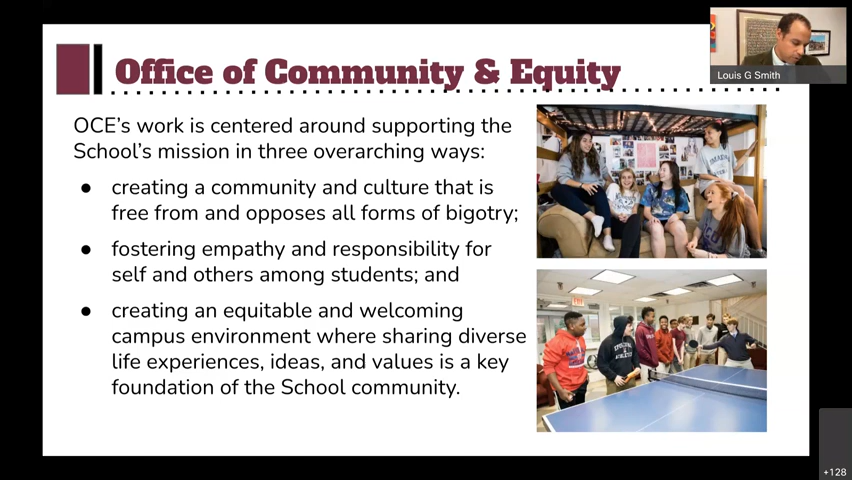 Office of Community & Equity
Louis G Smith
OCE's work is centered around supporting the
School's mission in three overarching ways:
● creating a community and culture that is
free from and opposes all forms of bigotry;
● fostering empathy and responsibility for
self and others among students; and
● creating an equitable and welcoming
campus environment where sharing diverse
life experiences, ideas, and values is a key
foundation of the School community.
+128